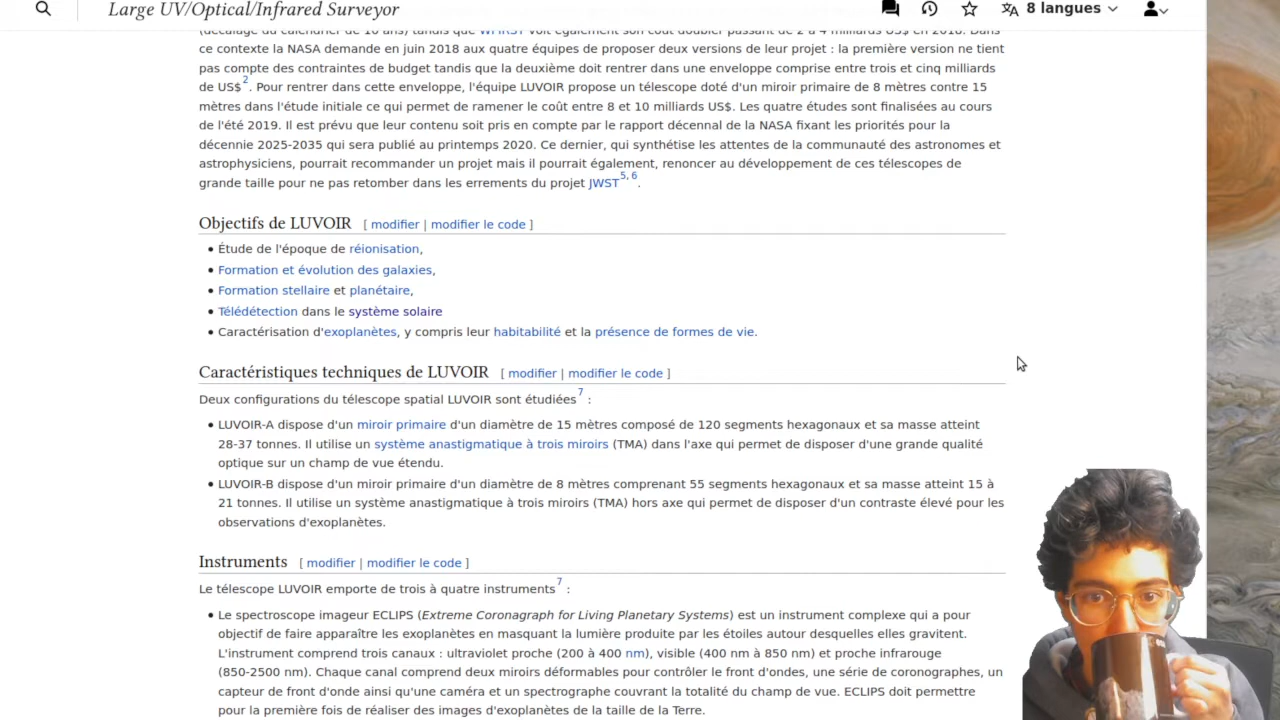 Large UV/Optical/Infrared Surveyor
8 langues
(décalage du calendrier de 10 ans) tandis que WFIRST voit également son coût doubler passant de 2 à 4 milliards US$ en 2018. Dans
ce contexte la NASA demande en juin 2018 aux quatre équipes de proposer deux versions de leur projet : la première version ne tient
pas compte des contraintes de budget tandis que la deuxième doit rentrer dans une enveloppe comprise entre trois et cinq milliards
de US$2. Pour rentrer dans cette enveloppe, l'équipe LUVOIR propose un télescope doté d'un miroir primaire de 8 mètres contre 15
mètres dans l'étude initiale ce qui permet de ramener le coût entre 8 et 10 milliards US$. Les quatre études sont finalisées au cours
de l'été 2019. Il est prévu que leur contenu soit pris en compte par le rapport décennal de la NASA fixant les priorités pour la
décennie 2025-2035 qui sera publié au printemps 2020. Ce dernier, qui synthétise les attentes de la communauté des astronomes et
astrophysiciens, pourrait recommander un projet mais il pourrait également, renoncer au développement de ces télescopes de
grande taille pour ne pas retomber dans les errements du projet JWST5, 6.
Objectifs de LUVOIR [ modifier | modifier le code ]
• Étude de l'époque de réionisation,
• Formation et évolution des galaxies,
• Formation stellaire et planétaire,
• Télédétection dans le système solaire
• Caractérisation d'exoplanètes, y compris leur habitabilité et la présence de formes de vie.
Caractéristiques techniques de LUVOIR [ modifier | modifier le code ]
Deux configurations du télescope spatial LUVOIR sont étudiées7 :
• LUVOIR-A dispose d'un miroir primaire d'un diamètre de 15 mètres composé de 120 segments hexagonaux et sa masse atteint
28-37 tonnes. Il utilise un système anastigmatique à trois miroirs (TMA) dans l'axe qui permet de disposer d'une grande qualité
optique sur un champ de vue étendu.
• LUVOIR-B dispose d'un miroir primaire d'un diamètre de 8 mètres comprenant 55 segments hexagonaux et sa masse atteint 15 à
21 tonnes. Il utilise un système anastigmatique à trois miroirs (TMA) hors axe qui permet de disposer d'un contraste élevé pour les
observations d'exoplanètes.
Instruments [ modifier | modifier le code ]
Le télescope LUVOIR emporte de trois à quatre instruments7 :
• Le spectroscope imageur ECLIPS (Extreme Coronagraph for Living Planetary Systems) est un instrument complexe qui a pour
objectif de faire apparaître les exoplanètes en masquant la lumière produite par les étoiles autour desquelles elles gravitent.
L'instrument comprend trois canaux : ultraviolet proche (200 à 400 nm), visible (400 nm à 850 nm) et proche infrarouge
(850-2500 nm). Chaque canal comprend deux miroirs déformables pour contrôler le front d'ondes, une série de coronographes, un
capteur de front d'onde ainsi qu'une caméra et un spectrographe couvrant la totalité du champ de vue. ECLIPS doit permettre
pour la première fois de réaliser des images d'exoplanètes de la taille de la Terre.